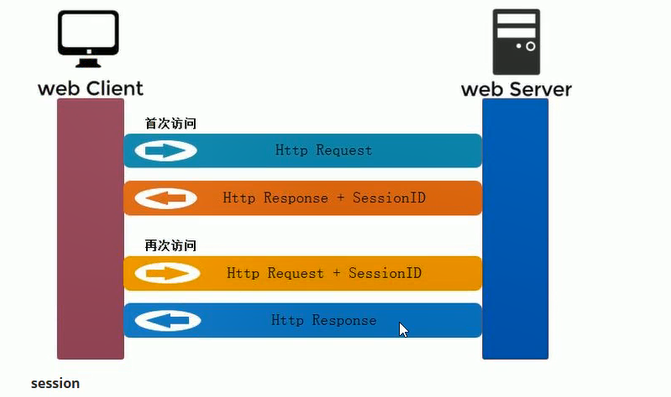 web Client
web Server
首次访问
Http Request
Http Response + SessionID
再次访问
Http Request + SessionID
Http Response
session